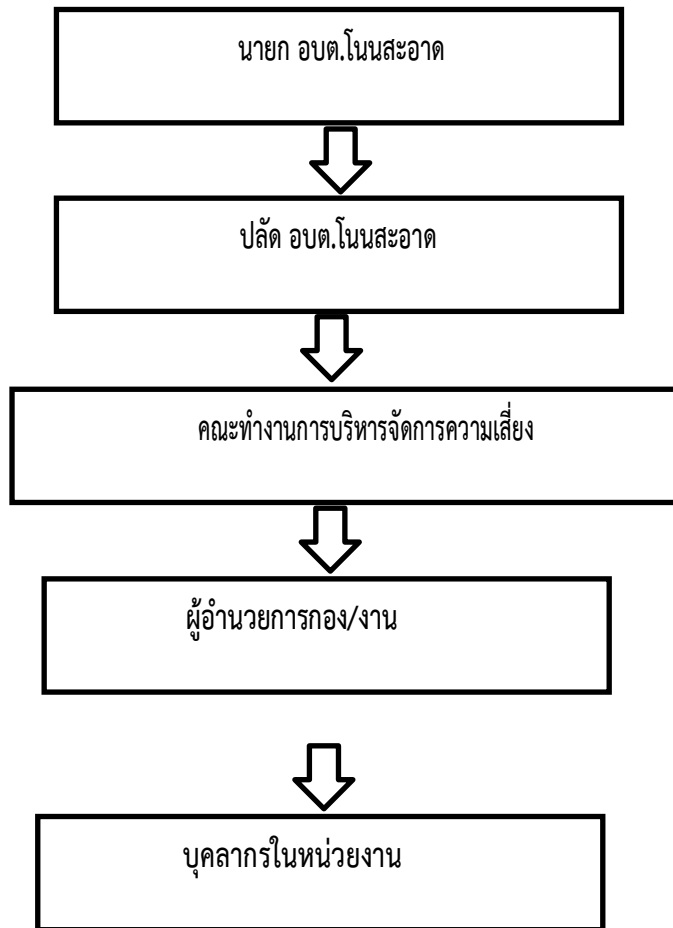 นายก อบต.โนนสะอาด
ปลัด อบต.โนนสะอาด
คณะทำงานการบริหารจัดการความเสี่ยง
ผู้อำนวยการกอง/งาน
บุคลากรในหน่วยงาน